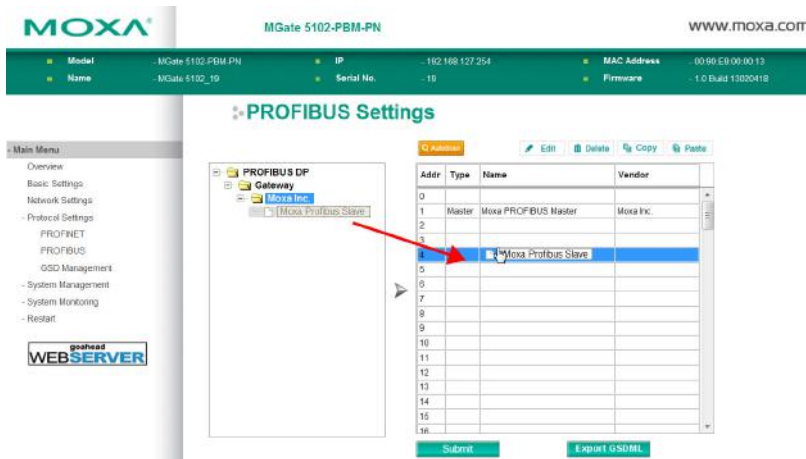 MOXA
MGate 5102-PBM-PN
www.moxa.com
Model - MGate 5102-PBM-PN IP - 192.168.127.254 MAC Address - 00:90:E8:00:00:13
Name - MGate 5102_19 Serial No. - 19 Firmware - 1.0 Build 13020418
PROFIBUS Settings
- Main Menu
Overview
Basic Settings
Network Settings
- Protocol Settings
PROFINET
PROFIBUS
GSD Management
- System Management
- System Monitoring
- Restart
goahead
WEBSERVER
PROFIBUS DP
Gateway
Moxa Inc.
Moxa Profibus Slave
AutoScan Edit Delete Copy Paste
Addr Type Name Vendor
0
1 Master Moxa PROFIBUS Master Moxa Inc.
2
3
4 Moxa Profibus Slave
5
6
7
8
9
10
11
12
13
14
15
16
Submit Export GSDML